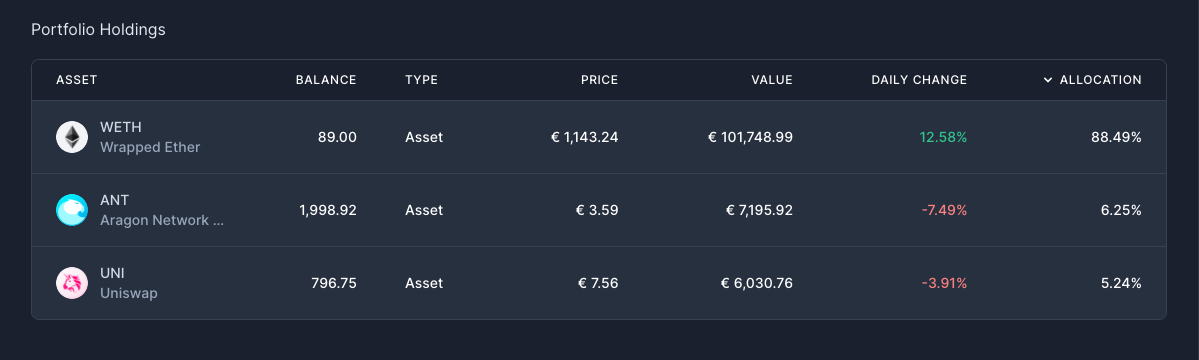 Portfolio Holdings
ASSET BALANCE TYPE PRICE VALUE DAILY CHANGE ALLOCATION
WETH
Wrapped Ether 89.00 Asset € 1,143.24 € 101,748.99 12.58% 88.49%
ANT
Aragon Network ... 1,998.92 Asset € 3.59 € 7,195.92 -7.49% 6.25%
UNI
Uniswap 796.75 Asset € 7.56 € 6,030.76 -3.91% 5.24%